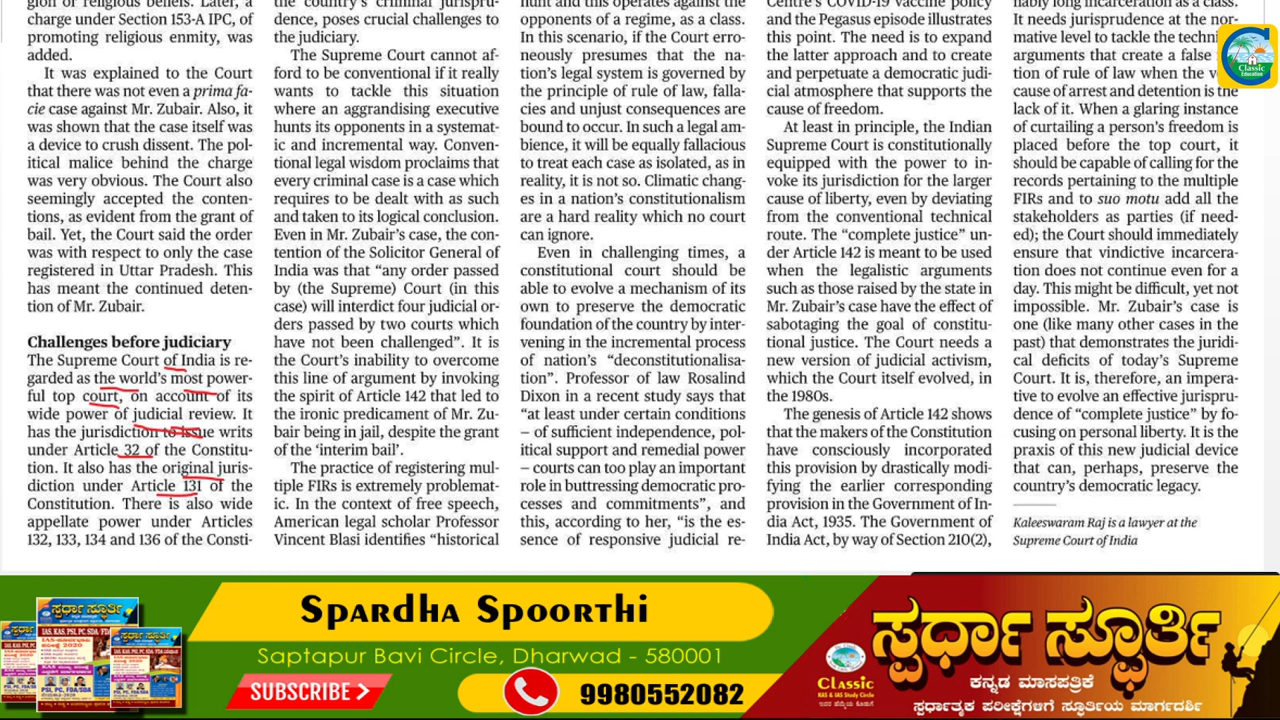 gion or religious beliefs. Later, a
charge under Section 153-A IPC, of
promoting religious enmity, was
added.
It was explained to the Court
that there was not even a prima fa-
cie case against Mr. Zubair. Also, it
was shown that the case itself was
a device to crush dissent. The pol-
itical malice behind the charge
was very obvious. The Court also
seemingly accepted the conten-
tions, as evident from the grant of
bail. Yet, the Court said the order
was with respect to only the case
registered in Uttar Pradesh. This
has meant the continued deten-
tion of Mr. Zubair.
Challenges before judiciary
The Supreme Court of India is re-
garded as the world's most power-
ful top court, on account of its
wide power of judicial review. It
has the jurisdiction to issue writs
under Article 32 of the Constitu-
tion. It also has the original juris-
diction under Article 131 of the
Constitution. There is also wide
appellate power under Articles
132, 133, 134 and 136 of the Consti-
the country's criminal jurispru-
dence, poses crucial challenges to
the judiciary.
The Supreme Court cannot af-
ford to be conventional if it really
wants to tackle this situation
where an aggrandising executive
hunts its opponents in a systemat-
ic and incremental way. Conven-
tional legal wisdom proclaims that
every criminal case is a case which
requires to be dealt with as such
and taken to its logical conclusion.
Even in Mr. Zubair's case, the con-
tention of the Solicitor General of
India was that "any order passed
by (the Supreme) Court (in this
case) will interdict four judicial or-
ders passed by two courts which
have not been challenged". It is
the Court's inability to overcome
this line of argument by invoking
the spirit of Article 142 that led to
the ironic predicament of Mr. Zu-
bair being in jail, despite the grant
of the 'interim bail'.
The practice of registering mul-
tiple FIRs is extremely problemat-
ic. In the context of free speech,
American legal scholar Professor
Vincent Blasi identifies "historical
hunt and this operates against the
opponents of a regime, as a class.
In this scenario, if the Court erro-
neously presumes that the na-
tion's legal system is governed by
the principle of rule of law, falla-
cies and unjust consequences are
bound to occur. In such a legal am-
bience, it will be equally fallacious
to treat each case as isolated, as in
reality, it is not so. Climatic chang-
es in a nation's constitutionalism
are a hard reality which no court
can ignore.
Even in challenging times, a
constitutional court should be
able to evolve a mechanism of its
own to preserve the democratic
foundation of the country by inter-
vening in the incremental process
of nation's "deconstitutionalisa-
tion". Professor of law Rosalind
Dixon in a recent study says that
"at least under certain conditions
– of sufficient independence, pol-
itical support and remedial power
– courts can too play an important
role in buttressing democratic pro-
cesses and commitments", and
this, according to her, "is the es-
sence of responsive judicial re-
Centre's COVID-19 vaccine policy
and the Pegasus episode illustrates
this point. The need is to expand
the latter approach and to create
and perpetuate a democratic judi-
cial atmosphere that supports the
cause of freedom.
At least in principle, the Indian
Supreme Court is constitutionally
equipped with the power to in-
voke its jurisdiction for the larger
cause of liberty, even by deviating
from the conventional technical
route. The "complete justice" un-
der Article 142 is meant to be used
when the legalistic arguments
such as those raised by the state in
Mr. Zubair's case have the effect of
sabotaging the goal of constitu-
tional justice. The Court needs a
new version of judicial activism,
which the Court itself evolved, in
the 1980s.
The genesis of Article 142 shows
that the makers of the Constitution
have consciously incorporated
this provision by drastically modi-
fying the earlier corresponding
provision in the Government of In-
dia Act, 1935. The Government of
India Act, by way of Section 210(2),
nably long incarceration as a class.
It needs jurisprudence at the nor-
mative level to tackle the
arguments that create a false
tion of rule of law when the
cause of arrest and detention is the
lack of it. When a glaring instance
of curtailing a person's freedom is
placed before the top court, it
should be capable of calling for the
records pertaining to the multiple
FIRs and to suo motu add all the
stakeholders as parties (if need-
ed); the Court should immediately
ensure that vindictive incarcera-
tion does not continue even for a
day. This might be difficult, yet not
impossible. Mr. Zubair's case is
one (like many other cases in the
past) that demonstrates the juridi-
cal deficits of today's Supreme
Court. It is, therefore, an impera-
tive to evolve an effective jurispru-
dence of "complete justice" by fo-
cusing on personal liberty. It is the
praxis of this new judicial device
that can, perhaps, preserve the
country's democratic legacy.
Kaleeswaram Raj is a lawyer at the
Supreme Court of India
Classic
Education
Spardha Spoorthi
Saptapur Bavi Circle, Dharwad - 580001
SUBSCRIBE
9980552082
ಸ್ಪರ್ಧಾ ಸ್ಫೂರ್ತಿ
ಕನ್ನಡ ಮಾಸಪತ್ರಿಕೆ
ಸ್ಪರ್ಧಾತ್ಮಕ ಪರೀಕ್ಷೆಗಳಿಗೆ ಸ್ಫೂರ್ತಿಯ ಮಾರ್ಗದರ್ಶಿ
Classic
KAS & IAS Study Circle
ಸ್ಪರ್ಧಾ ಸ್ಫೂರ್ತಿ